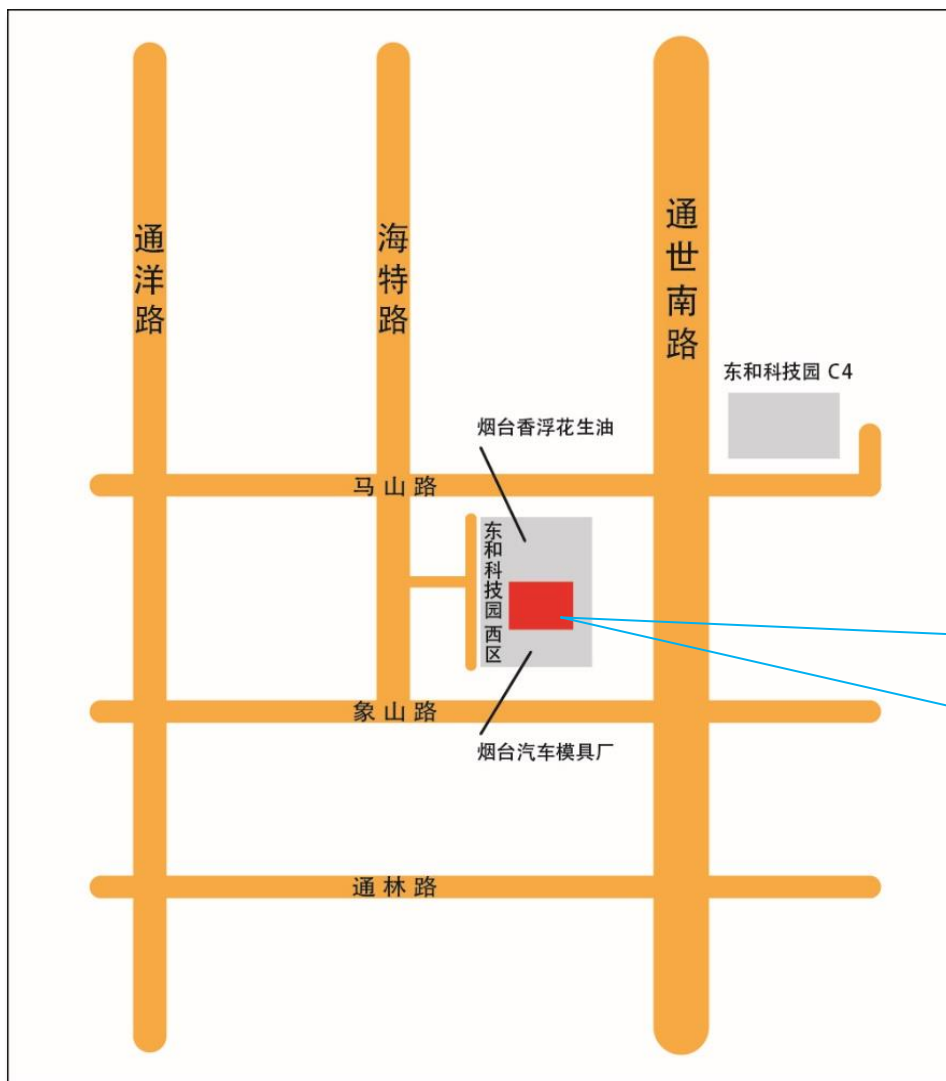 通洋路
海特路
通世南路
东和科技园 C4
烟台香浮花生油
马山路
东和科技园 西区
象山路
烟台汽车模具厂
通林路